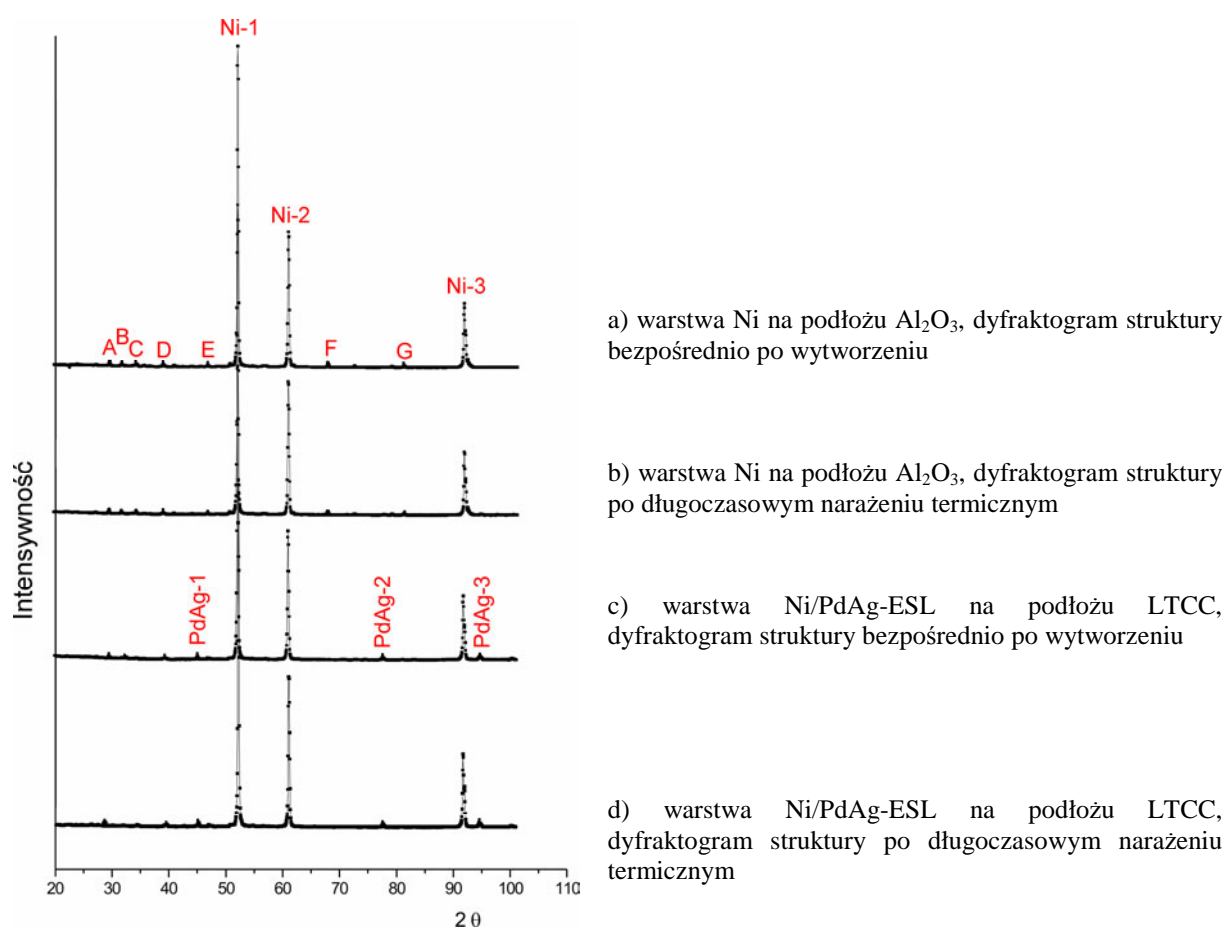 Ni-1
Ni-2
Ni-3
A B C D E F G
PdAg-1
PdAg-2
PdAg-3
Intensywność
20 30 40 50 60 70 80 90 100 110
2 θ
a) warstwa Ni na podłożu Al₂O₃, dyfraktogram struktury
bezpośrednio po wytworzeniu
b) warstwa Ni na podłożu Al₂O₃, dyfraktogram struktury
po długoczasowym narażeniu termicznym
c) warstwa Ni/PdAg-ESL na podłożu LTCC,
dyfraktogram struktury bezpośrednio po wytworzeniu
d) warstwa Ni/PdAg-ESL na podłożu LTCC,
dyfraktogram struktury po długoczasowym narażeniu
termicznym